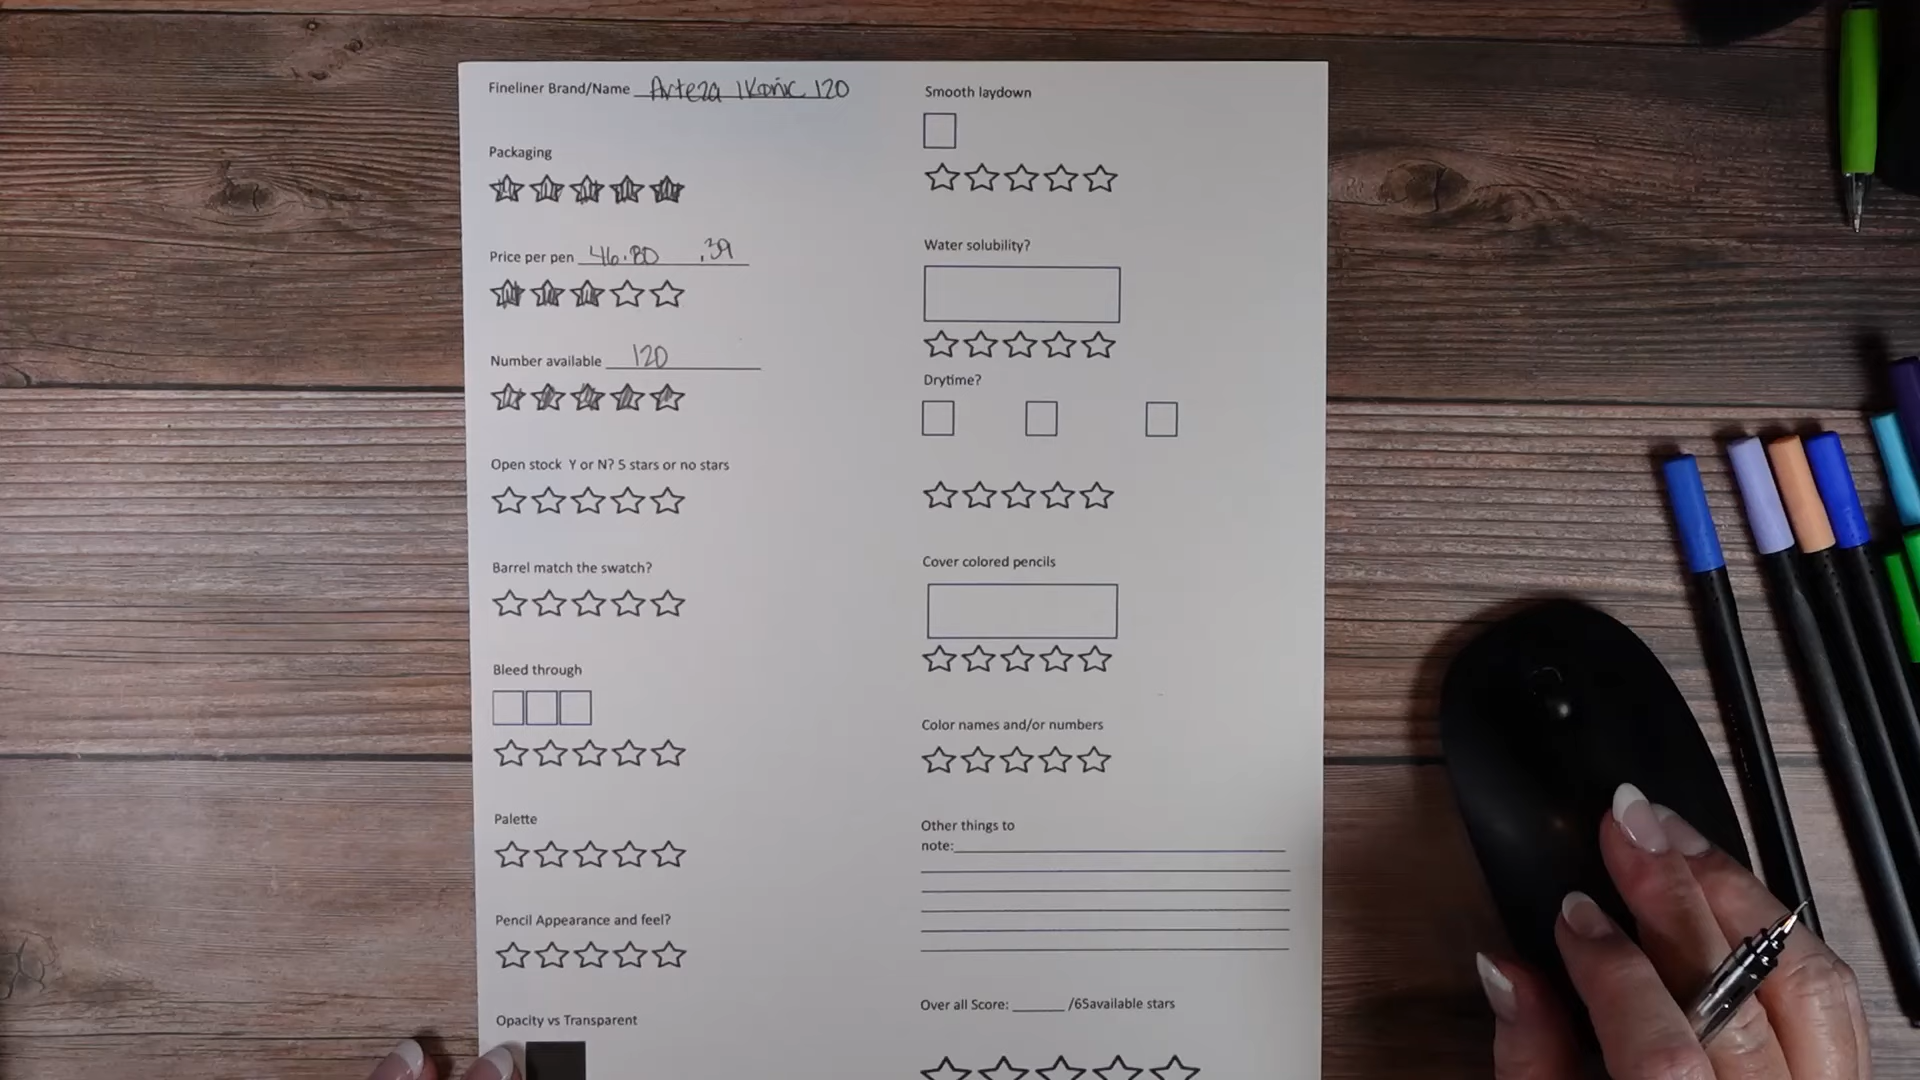 Fineliner Brand/Name Arteza IKonic 120
Packaging
Price per pen 46.80 .39
Number available 120
Open stock Y or N? 5 stars or no stars
Barrel match the swatch?
Bleed through
Palette
Pencil Appearance and feel?
Opacity vs Transparent
Smooth laydown
Water solubility?
Drytime?
Cover colored pencils
Color names and/or numbers
Other things to
note:
Over all Score: ______ /65available stars